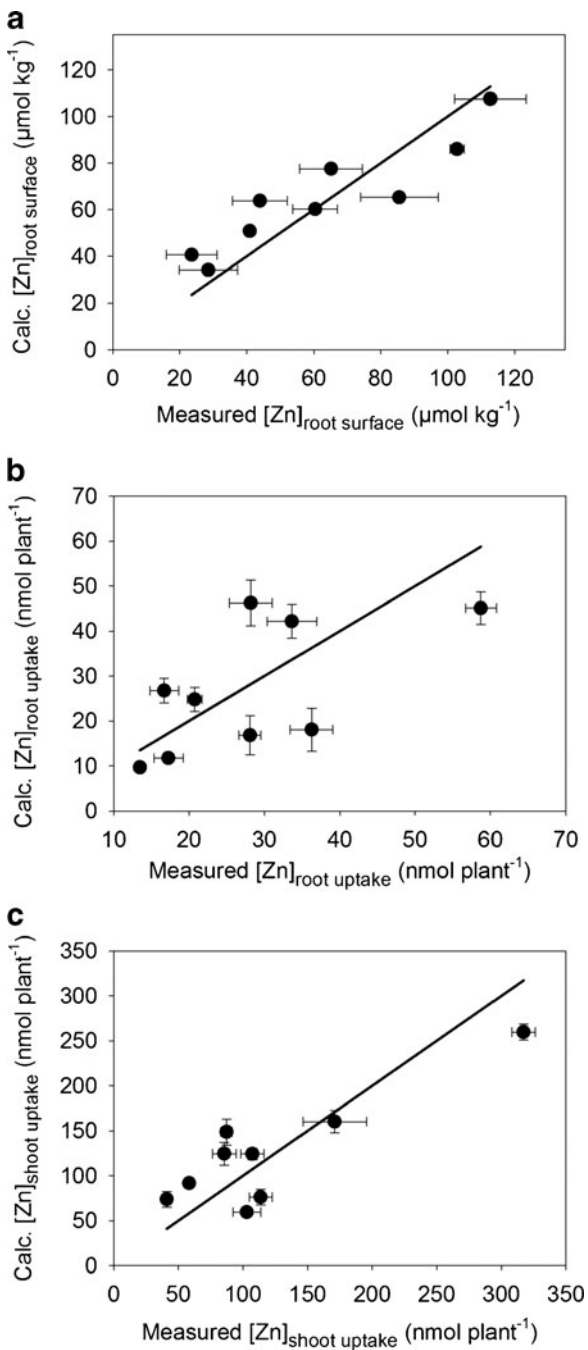 a
Calc. [Zn]root surface (µmol kg-1)
120
100
80
60
40
20
0
0 20 40 60 80 100 120
Measured [Zn]root surface (µmol kg-1)
b
Calc. [Zn]root uptake (nmol plant-1)
70
60
50
40
30
20
10
0
10 20 30 40 50 60 70
Measured [Zn]root uptake (nmol plant-1)
c
Calc. [Zn]shoot uptake (nmol plant-1)
350
300
250
200
150
100
50
0
0 50 100 150 200 250 300 350
Measured [Zn]shoot uptake (nmol plant-1)